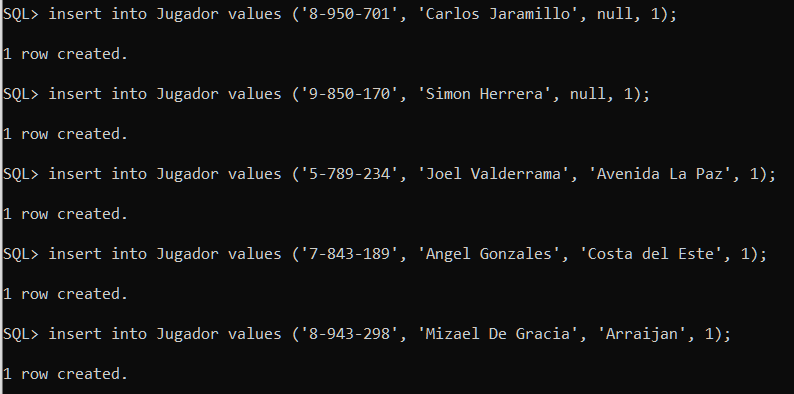 SQL> insert into Jugador values ('8-950-701', 'Carlos Jaramillo', null, 1);
1 row created.
SQL> insert into Jugador values ('9-850-170', 'Simon Herrera', null, 1);
1 row created.
SQL> insert into Jugador values ('5-789-234', 'Joel Valderrama', 'Avenida La Paz', 1);
1 row created.
SQL> insert into Jugador values ('7-843-189', 'Angel Gonzales', 'Costa del Este', 1);
1 row created.
SQL> insert into Jugador values ('8-943-298', 'Mizael De Gracia', 'Arraijan', 1);
1 row created.